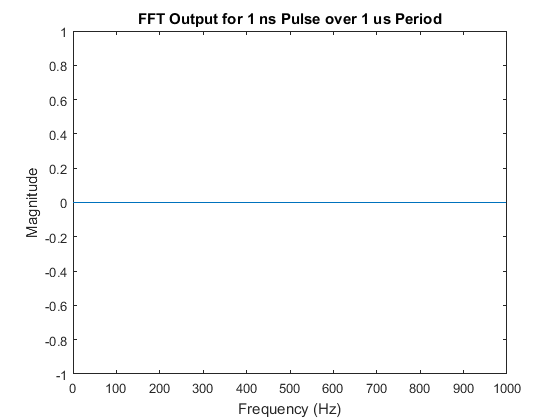 FFT Output for 1 ns Pulse over 1 us Period
1
0.8
0.6
0.4
0.2
0
-0.2
-0.4
-0.6
-0.8
-1
Magnitude
0 100 200 300 400 500 600 700 800 900 1000
Frequency (Hz)